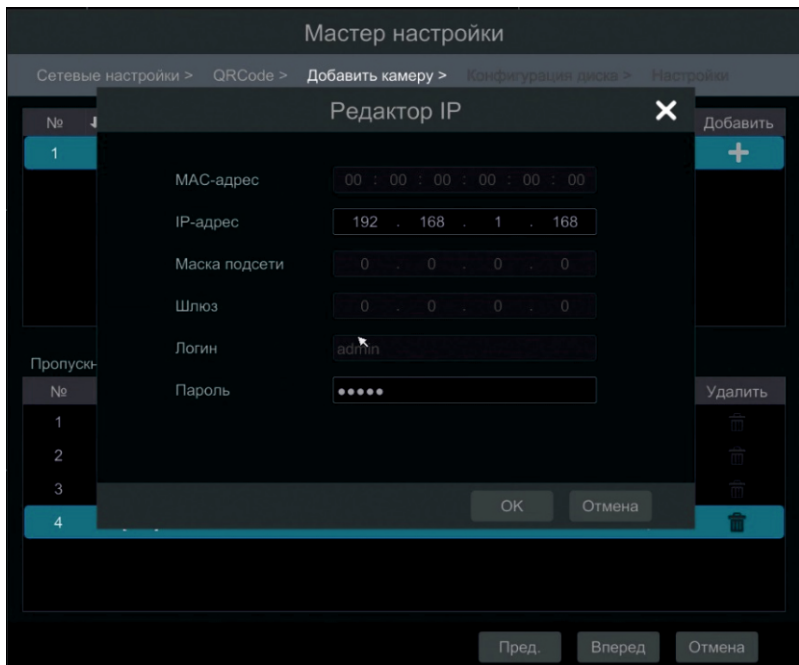 Мастер настройки
Сетевые настройки > QRCode > Добавить камеру > Конфигурация диска > Настройки
Редактор IP
№ Добавить
1
MAC-адрес 00 : 00 : 00 : 00 : 00 : 00
IP-адрес 192 . 168 . 1 . 168
Маска подсети 0 . 0 . 0 . 0
Шлюз 0 . 0 . 0 . 0
Логин admin
Пропускн
Пароль •••••
№ Удалить
1
2
3
OK Отмена
4
Пред. Вперед Отмена